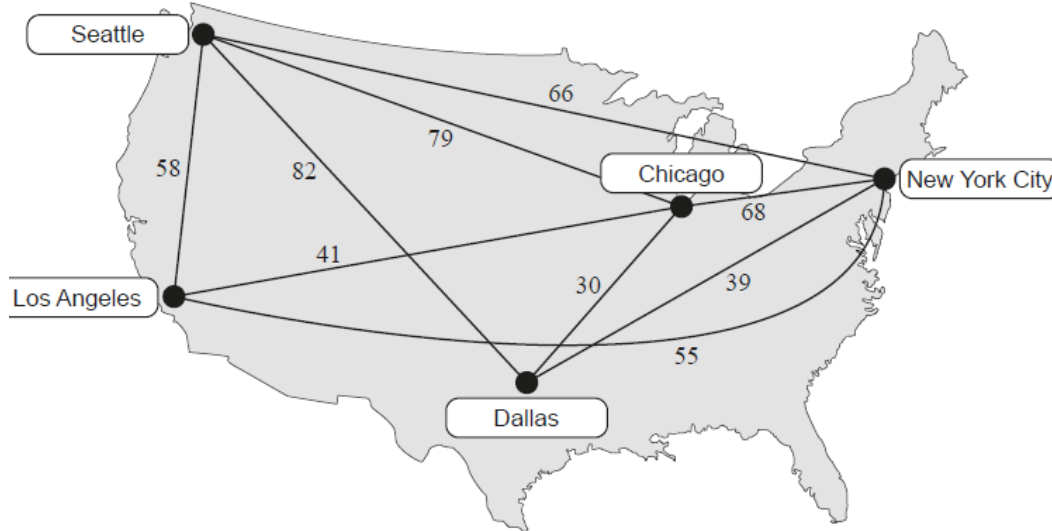 Seattle
66
79
58
82
Chicago
New York City
68
41
30
39
Los Angeles
55
Dallas